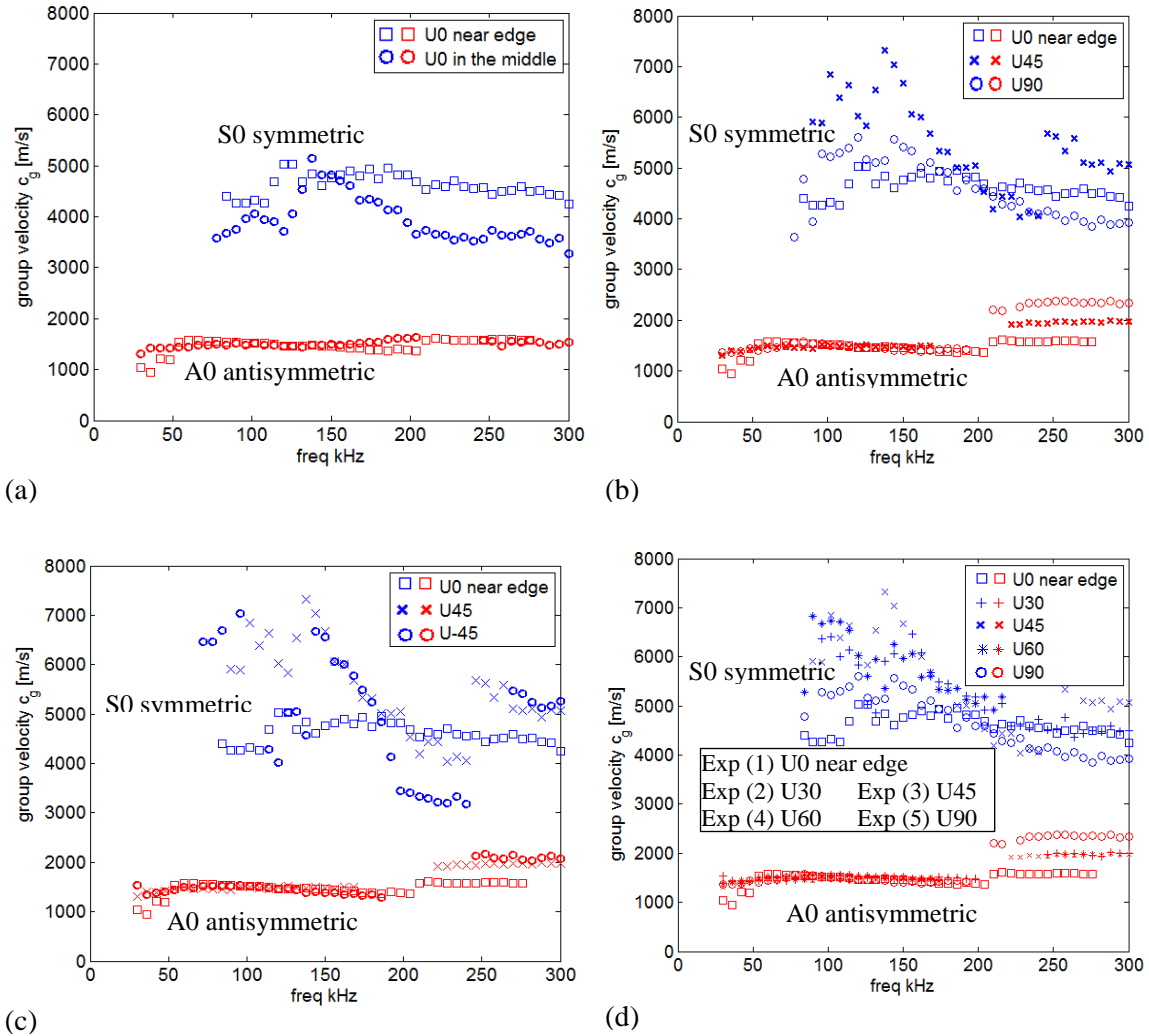 8000
7000
6000
5000
4000
3000
2000
1000
0
group velocity c_g [m/s]
U0 near edge
U0 in the middle
S0 symmetric
A0 antisymmetric
0 50 100 150 200 250 300
freq kHz
(a)
8000
7000
6000
5000
4000
3000
2000
1000
0
group velocity c_g [m/s]
U0 near edge
U45
U90
S0 symmetric
A0 antisymmetric
0 50 100 150 200 250 300
freq kHz
(b)
8000
7000
6000
5000
4000
3000
2000
1000
0
group velocity c_g [m/s]
U0 near edge
U45
U-45
S0 symmetric
A0 antisymmetric
0 50 100 150 200 250 300
freq kHz
(c)
8000
7000
6000
5000
4000
3000
2000
1000
0
group velocity c_g [m/s]
U0 near edge
U30
U45
U60
U90
S0 symmetric
Exp (1) U0 near edge
Exp (2) U30 Exp (3) U45
Exp (4) U60 Exp (5) U90
A0 antisymmetric
0 50 100 150 200 250 300
freq kHz
(d)